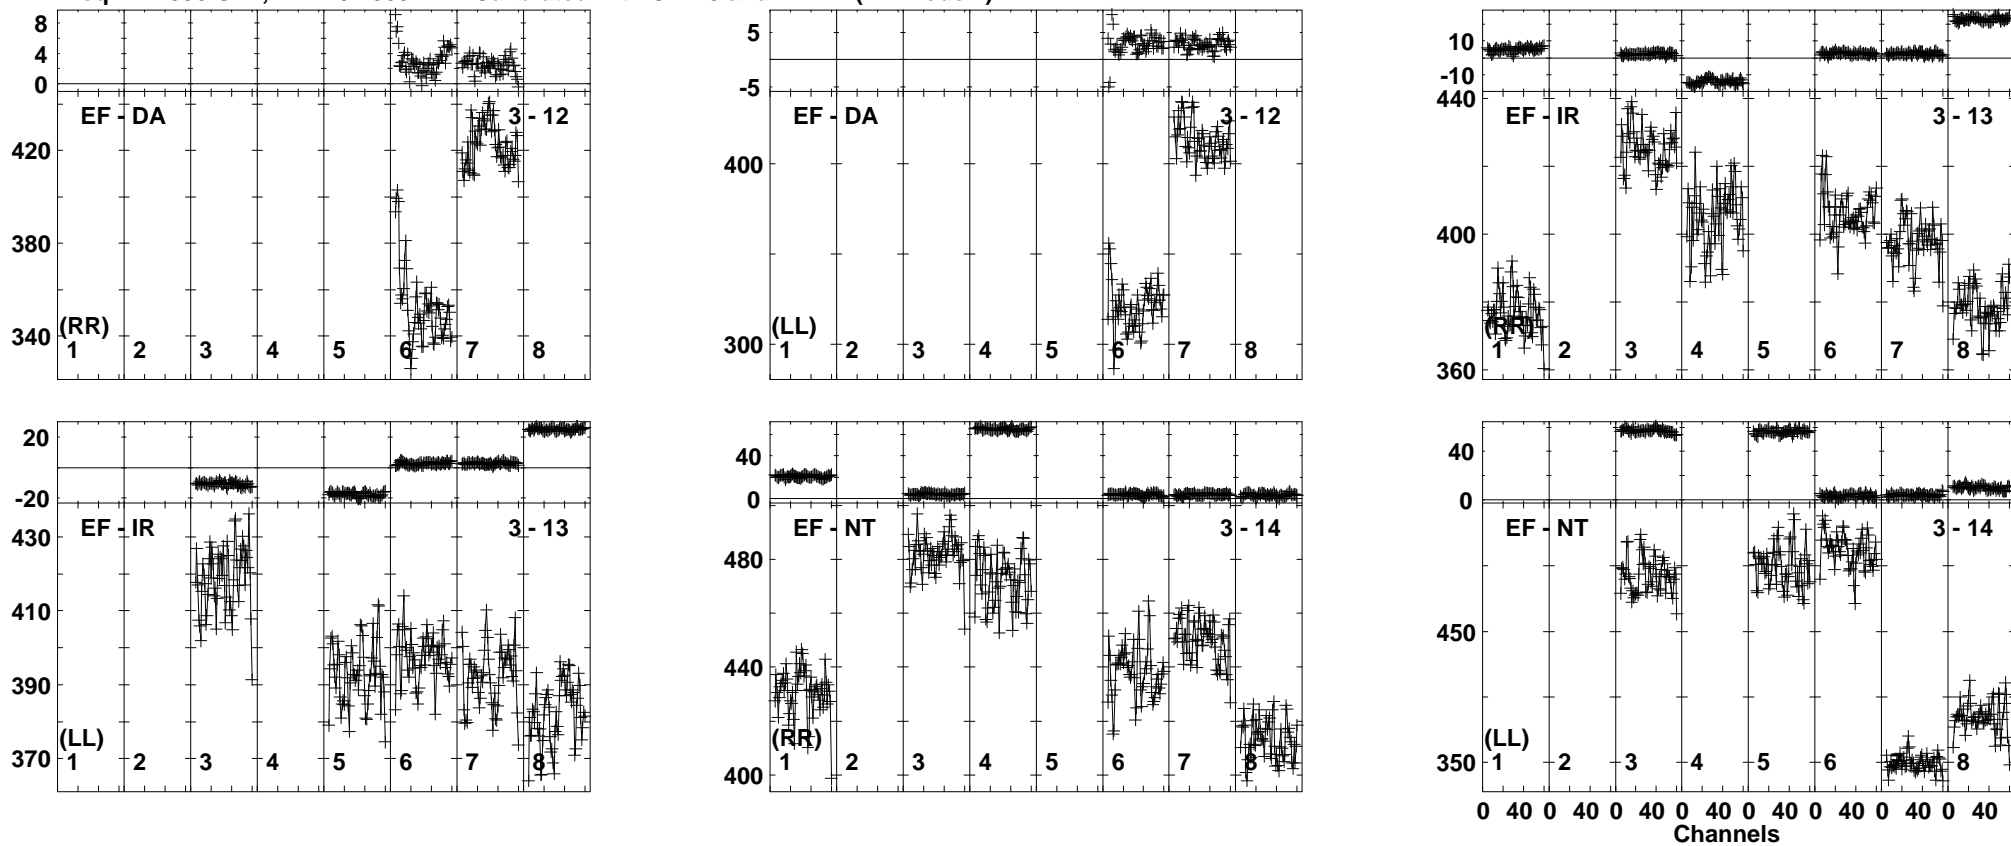 8
4
0
EF - DA 3 - 12
420
380
340
(RR)
1 2 3 4 5 6 7 8
5
-5
EF - DA 3 - 12
400
300
(LL)
1 2 3 4 5 6 7 8
10
-10
440
EF - IR 3 - 13
400
360
(RR)
1 2 3 4 5 6 7 8
20
-20
EF - IR 3 - 13
430
410
390
370
(LL)
1 2 3 4 5 6 7 8
40
0
EF - NT 3 - 14
480
440
400
(RR)
1 2 3 4 5 6 7 8
40
0
EF - NT 3 - 14
450
350
(LL)
1 2 3 4 5 6 7 8
0 40 0 40 0 40 0 40 0 40 0 40 0 40 0 40
Channels